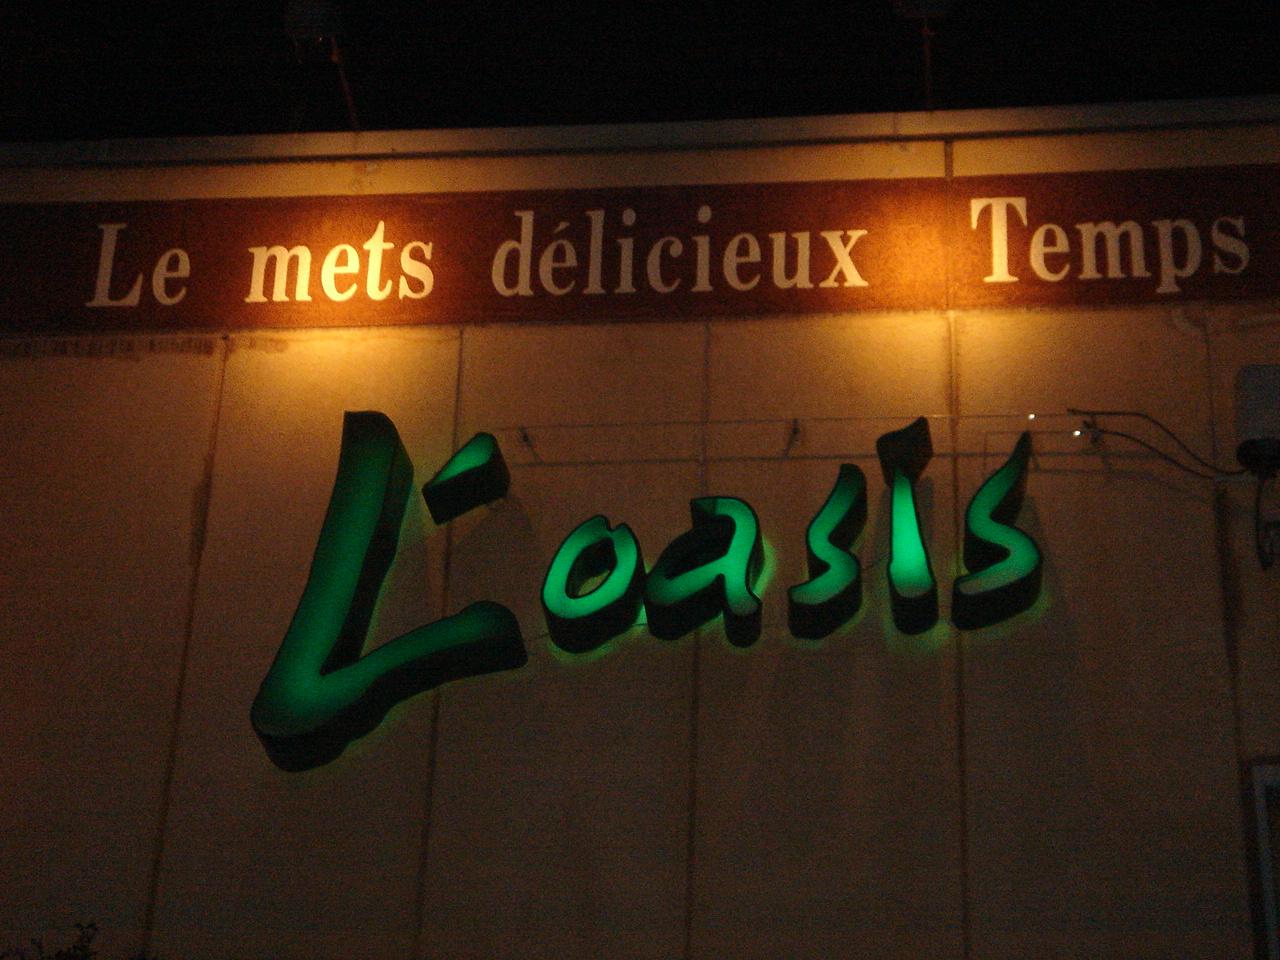 Le mets délicieux Temps
L'oasis